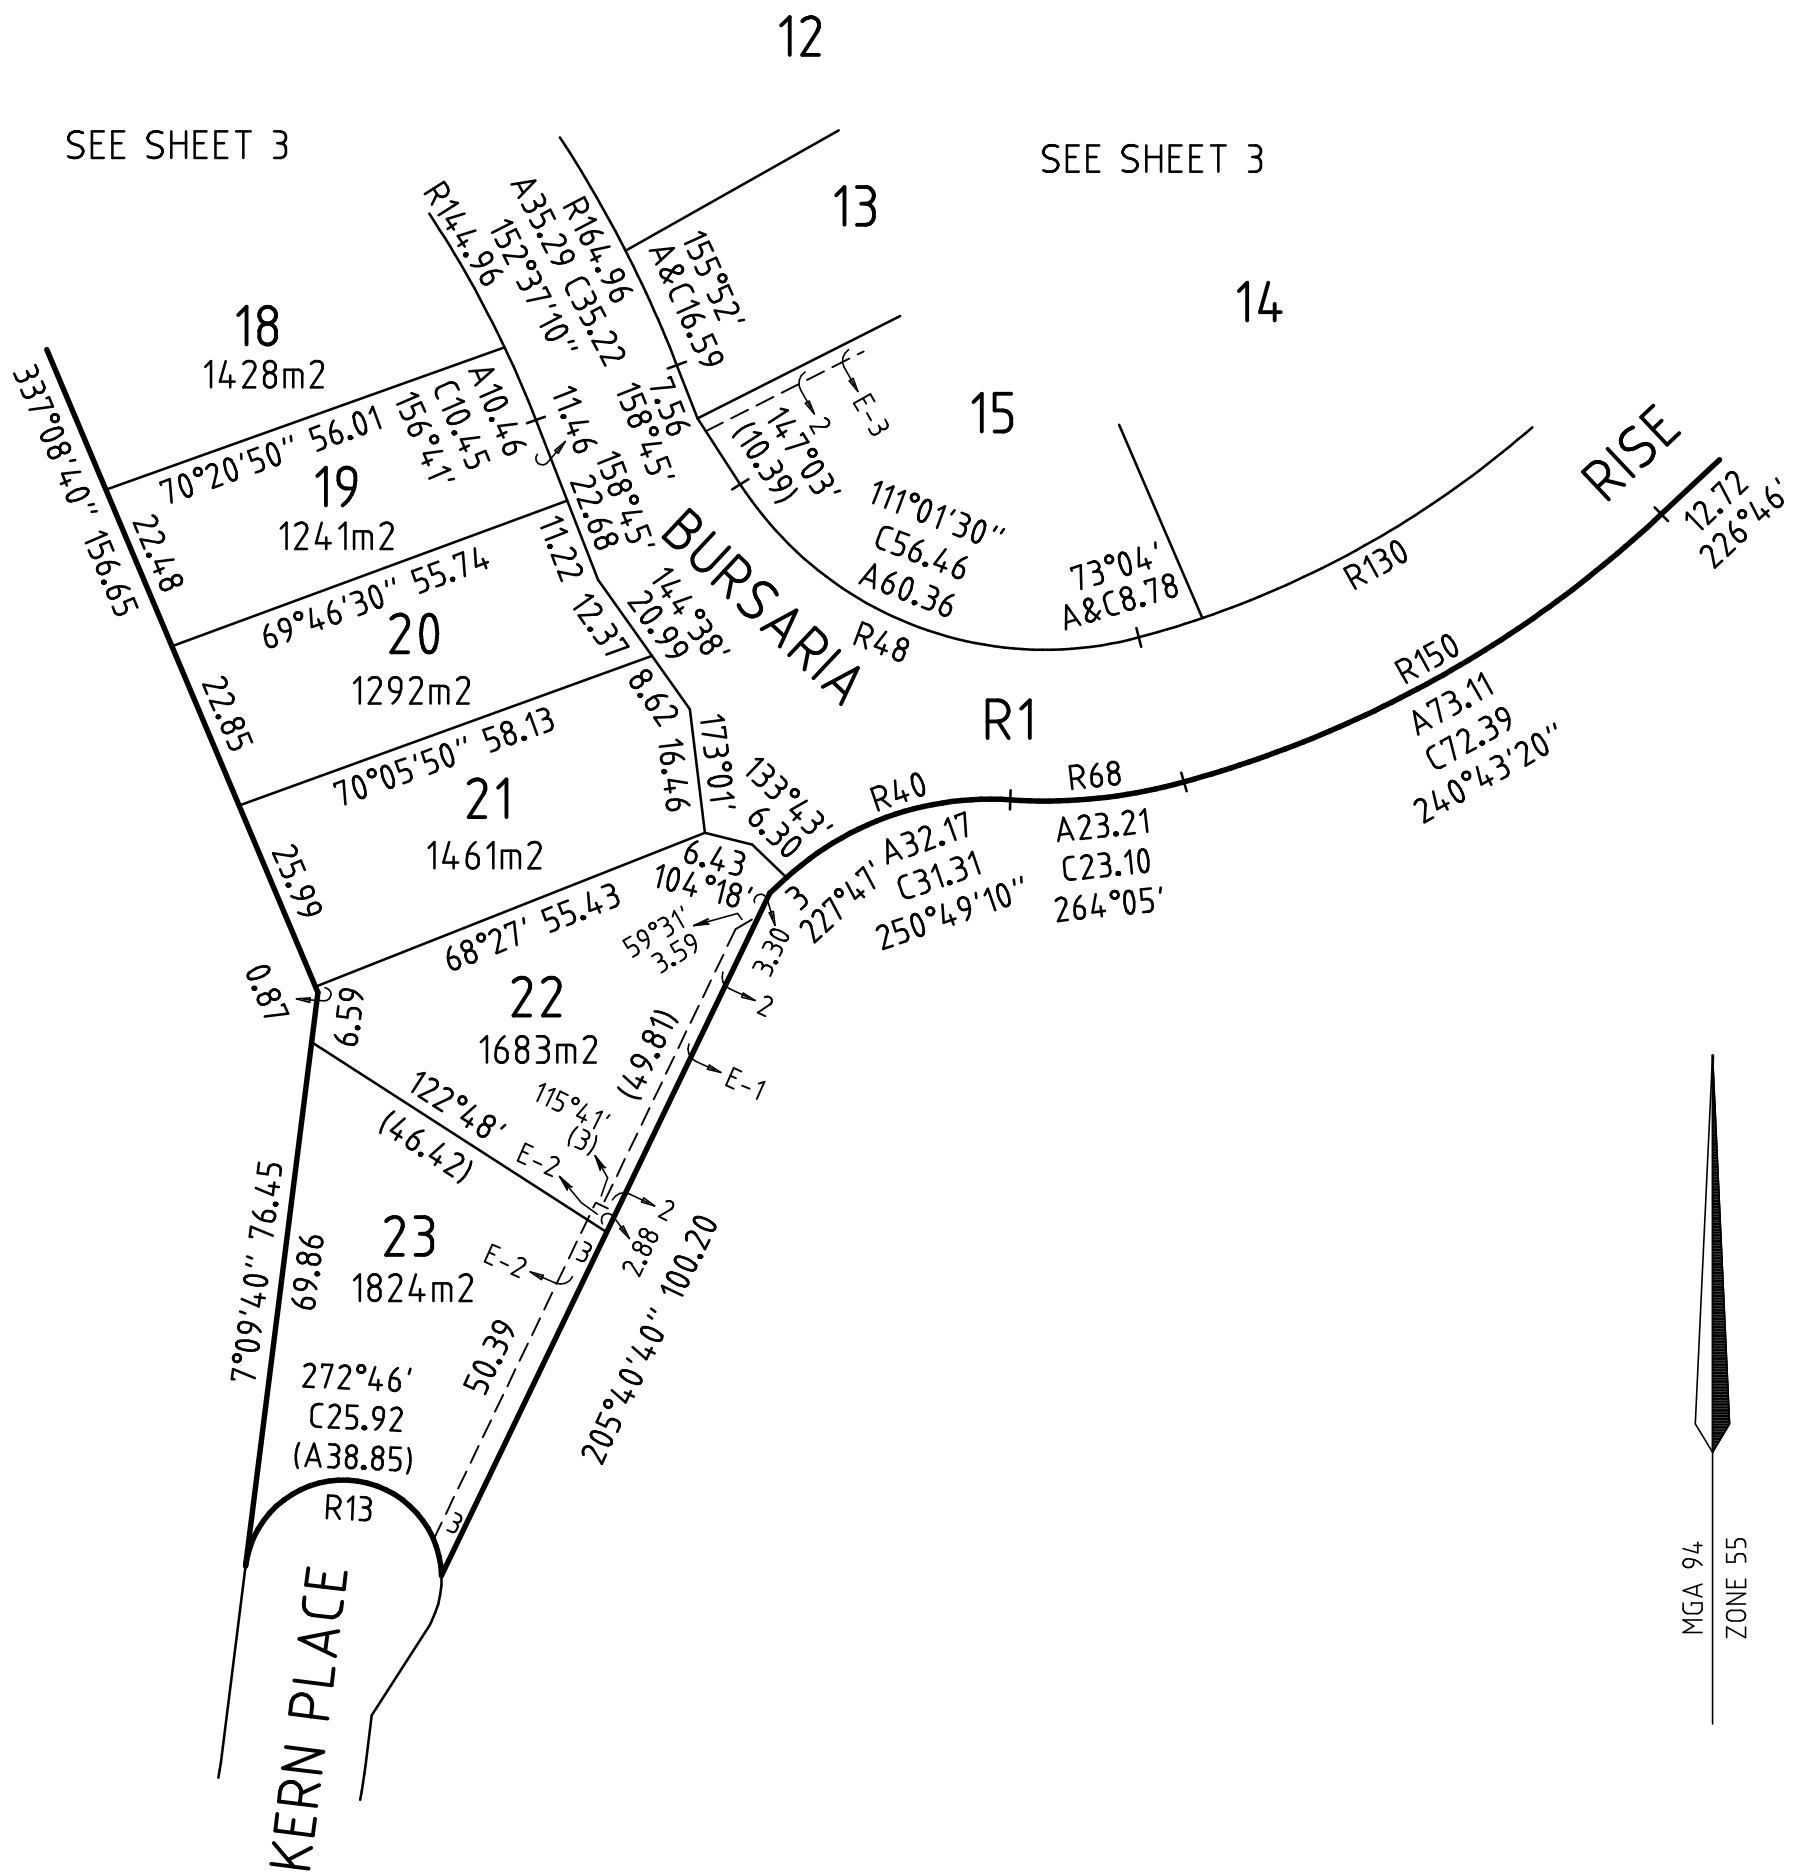 12
SEE SHEET 3
SEE SHEET 3
13
14
R144.96
A35.29 C35.22
152°37'10"
R164.96
155°52'
A&C16.59
18
1428m2
337°08'40" 156.65
70°20'50" 56.01
A10.46
C10.45
156°41'
11.46
158°45'
22.68
7.56
158°45'
147°03'
(10.39)
2
E-3
15
19
1241m2
22.48
11.22
69°46'30" 55.74
20
1292m2
22.85
12.37
144°38'
20.99
8.62
BURSARIA
RISE
111°01'30"
C56.46
A60.36
R48
73°04'
A&C8.78
R130
12.72
226°46'
R1
R150
A73.11
C72.39
240°43'20"
70°05'50" 58.13
21
1461m2
25.99
16.46
173°01'
133°43'
6.30
6.43
104°18'
R40
A32.17
C31.31
250°49'10"
R68
A23.21
C23.10
264°05'
3
227°47'
68°27' 55.43
59°31'
3.59
3.30
2
0.87
6.59
22
1683m2
(49.81)
E-1
122°48'
(46.42)
115°41'
(3)
E-2
2
2.88
3
E-2
23
1824m2
7°09'40" 76.45
69.86
50.39
205°40'40" 100.20
272°46'
C25.92
(A38.85)
R13
3
KERN PLACE
MGA 94
ZONE 55